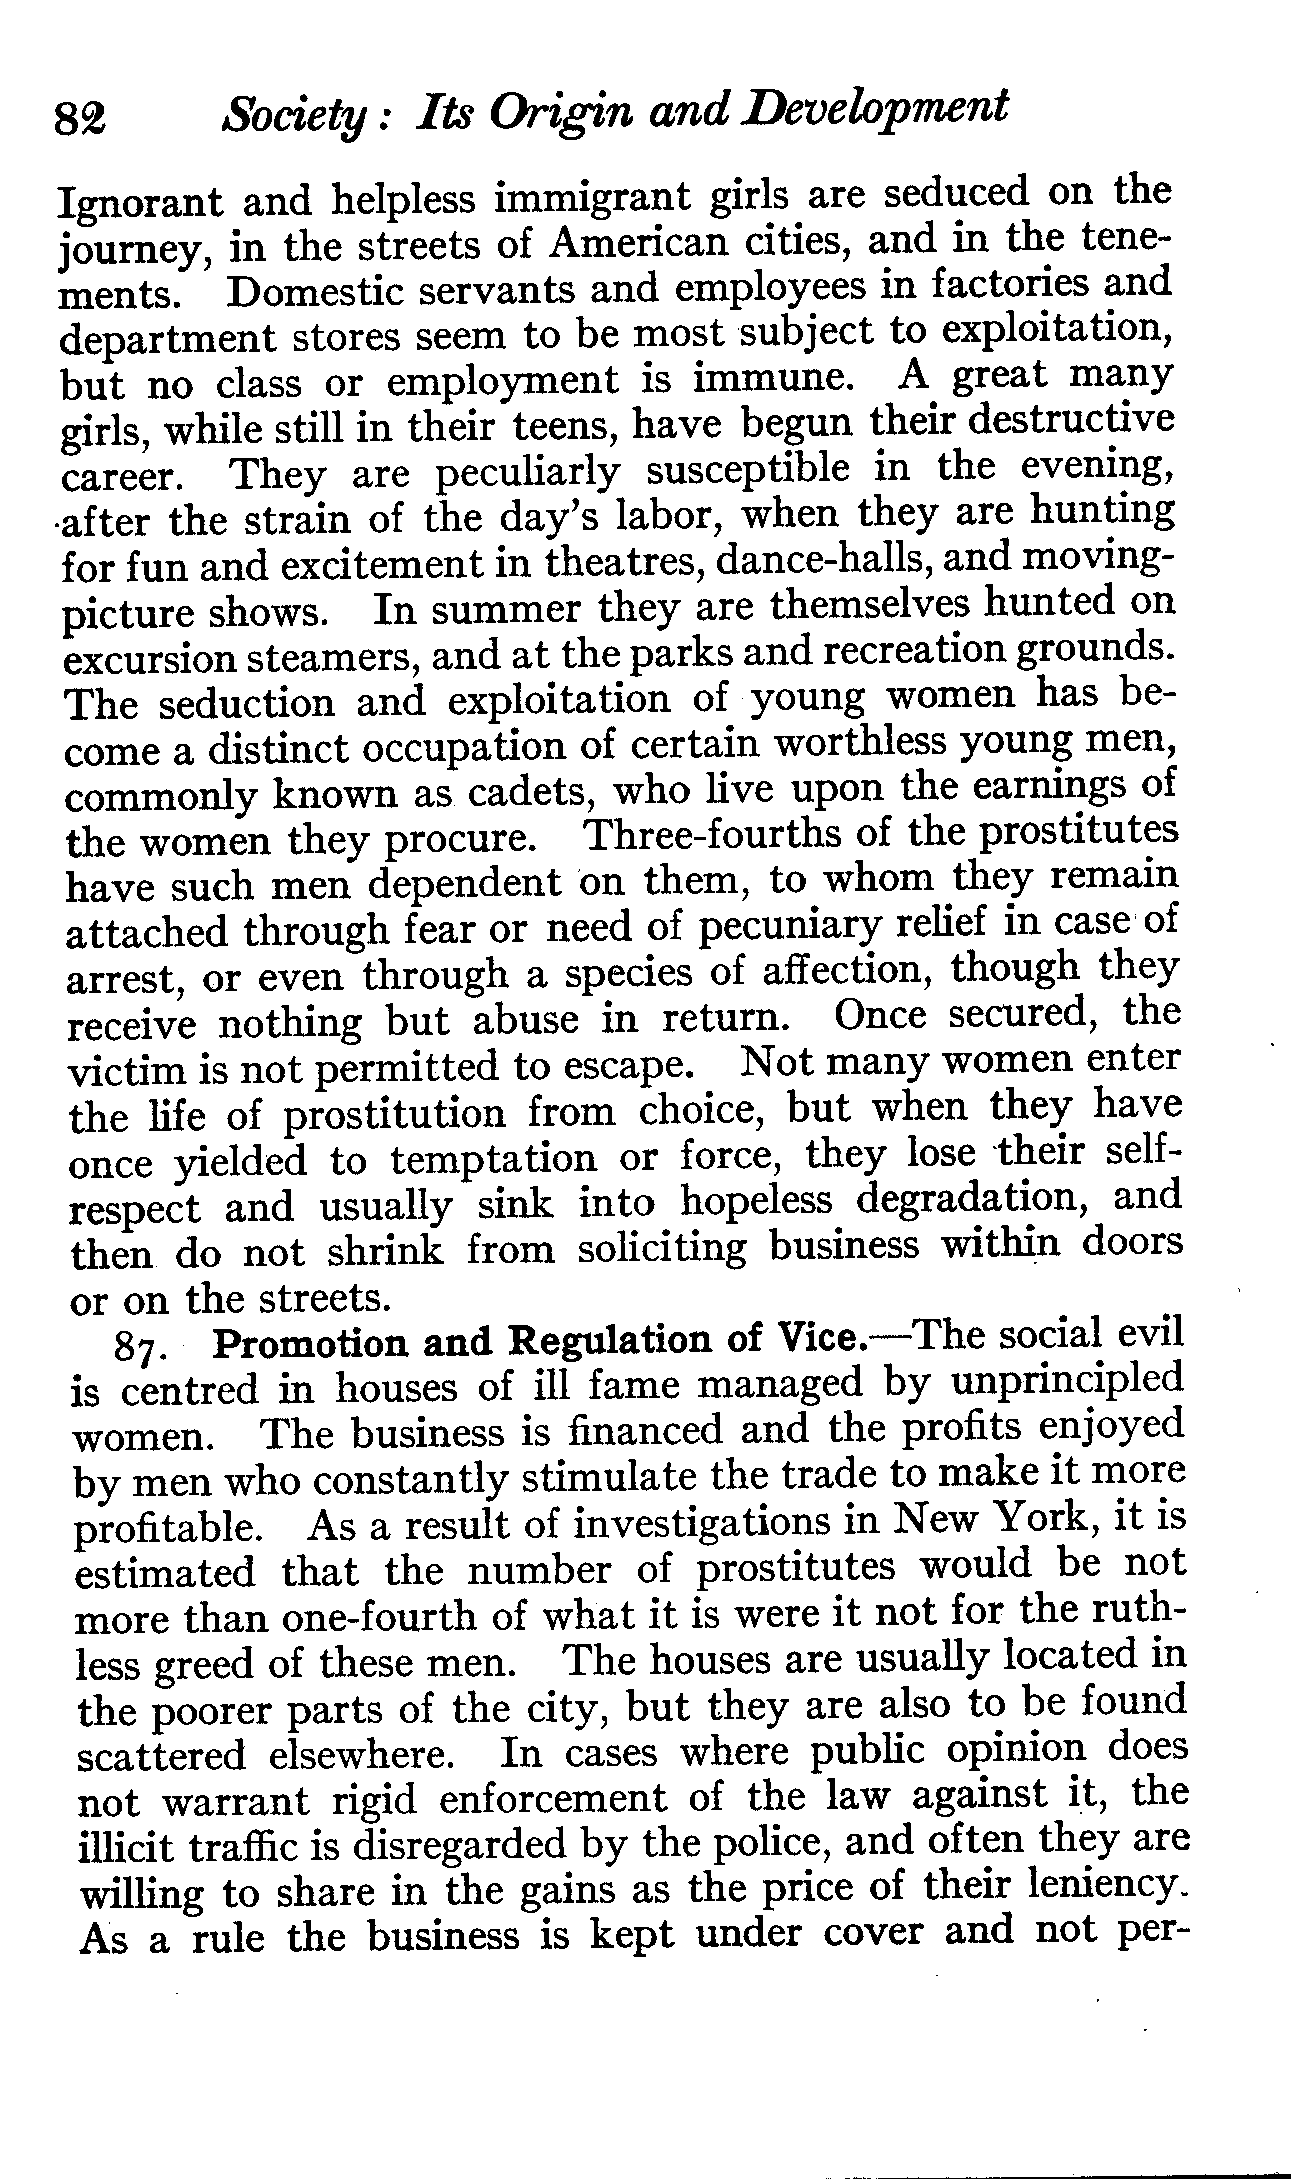 82 Society: Its Origin and Development
Ignorant and helpless immigrant girls are seduced on the
journey, in the streets of American cities, and in the tene-
ments. Domestic servants and employees in factories and
department stores seem to be most subject to exploitation,
but no class or employment is immune. A great many
girls, while still in their teens, have begun their destructive
career. They are peculiarly susceptible in the evening,
after the strain of the day's labor, when they are hunting
for fun and excitement in theatres, dance-halls, and moving-
picture shows. In summer they are themselves hunted on
excursion steamers, and at the parks and recreation grounds.
The seduction and exploitation of young women has be-
come a distinct occupation of certain worthless young men,
commonly known as cadets, who live upon the earnings of
the women they procure. Three-fourths of the prostitutes
have such men dependent on them, to whom they remain
attached through fear or need of pecuniary relief in case of
arrest, or even through a species of affection, though they
receive nothing but abuse in return. Once secured, the
victim is not permitted to escape. Not many women enter
the life of prostitution from choice, but when they have
once yielded to temptation or force, they lose their self-
respect and usually sink into hopeless degradation, and
then do not shrink from soliciting business within doors
or on the streets.
87. Promotion and Regulation of Vice.—The social evil
is centred in houses of ill fame managed by unprincipled
women. The business is financed and the profits enjoyed
by men who constantly stimulate the trade to make it more
profitable. As a result of investigations in New York, it is
estimated that the number of prostitutes would be not
more than one-fourth of what it is were it not for the ruth-
less greed of these men. The houses are usually located in
the poorer parts of the city, but they are also to be found
scattered elsewhere. In cases where public opinion does
not warrant rigid enforcement of the law against it, the
illicit traffic is disregarded by the police, and often they are
willing to share in the gains as the price of their leniency.
As a rule the business is kept under cover and not per-